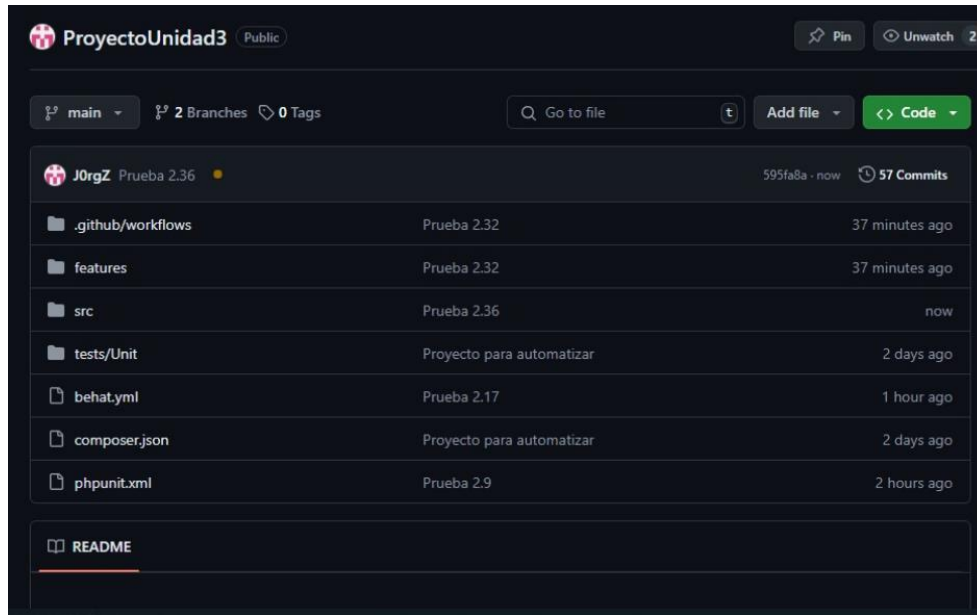 ProyectoUnidad3 Public Pin Unwatch 2
main 2 Branches 0 Tags Go to file t Add file <> Code
J0rgZ Prueba 2.36 595fa8a · now 57 Commits
.github/workflows Prueba 2.32 37 minutes ago
features Prueba 2.32 37 minutes ago
src Prueba 2.36 now
tests/Unit Proyecto para automatizar 2 days ago
behat.yml Prueba 2.17 1 hour ago
composer.json Proyecto para automatizar 2 days ago
phpunit.xml Prueba 2.9 2 hours ago
README